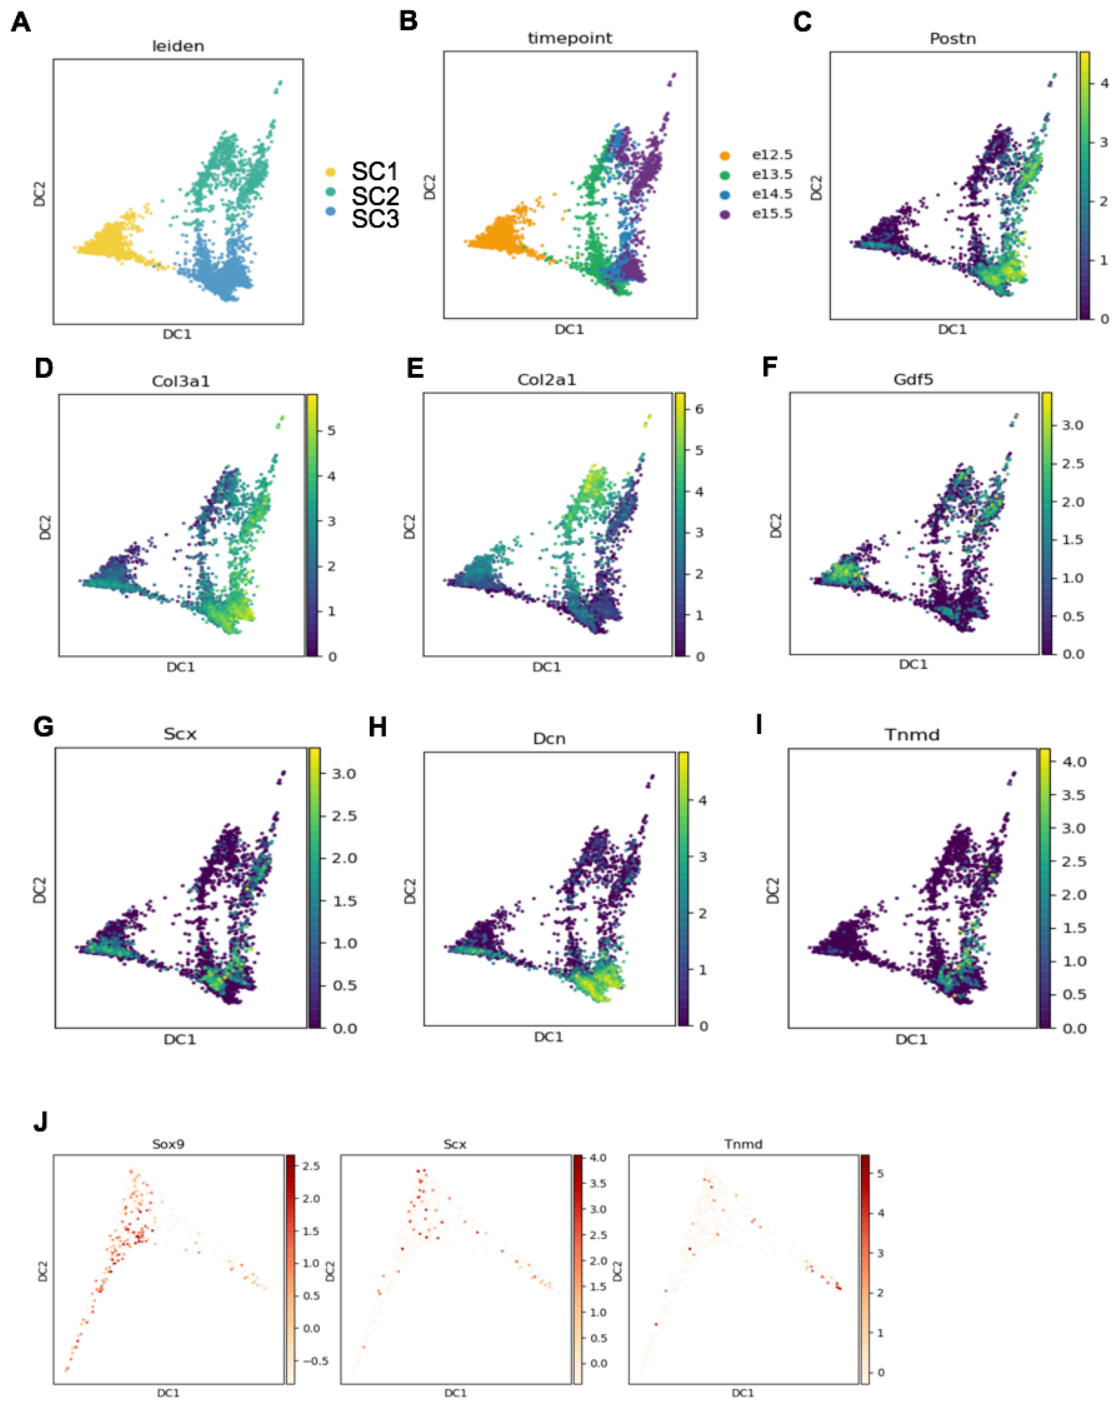 A
leiden
DC2
DC1
SC1
SC2
SC3
B
timepoint
DC2
DC1
e12.5
e13.5
e14.5
e15.5
C
Postn
DC2
DC1
4
3
2
1
0
D
Col3a1
DC2
DC1
5
4
3
2
1
0
E
Col2a1
DC2
DC1
6
5
4
3
2
1
0
F
Gdf5
DC2
DC1
3.0
2.5
2.0
1.5
1.0
0.5
0.0
G
Scx
DC2
DC1
3.0
2.5
2.0
1.5
1.0
0.5
0.0
H
Dcn
DC2
DC1
4
3
2
1
0
I
Tnmd
DC2
DC1
4.0
3.5
3.0
2.5
2.0
1.5
1.0
0.5
0.0
J
Sox9
DC2
DC1
2.5
2.0
1.5
1.0
0.5
0.0
−0.5
Scx
DC2
DC1
4.0
3.5
3.0
2.5
2.0
1.5
1.0
0.5
0.0
Tnmd
DC2
DC1
5
4
3
2
1
0